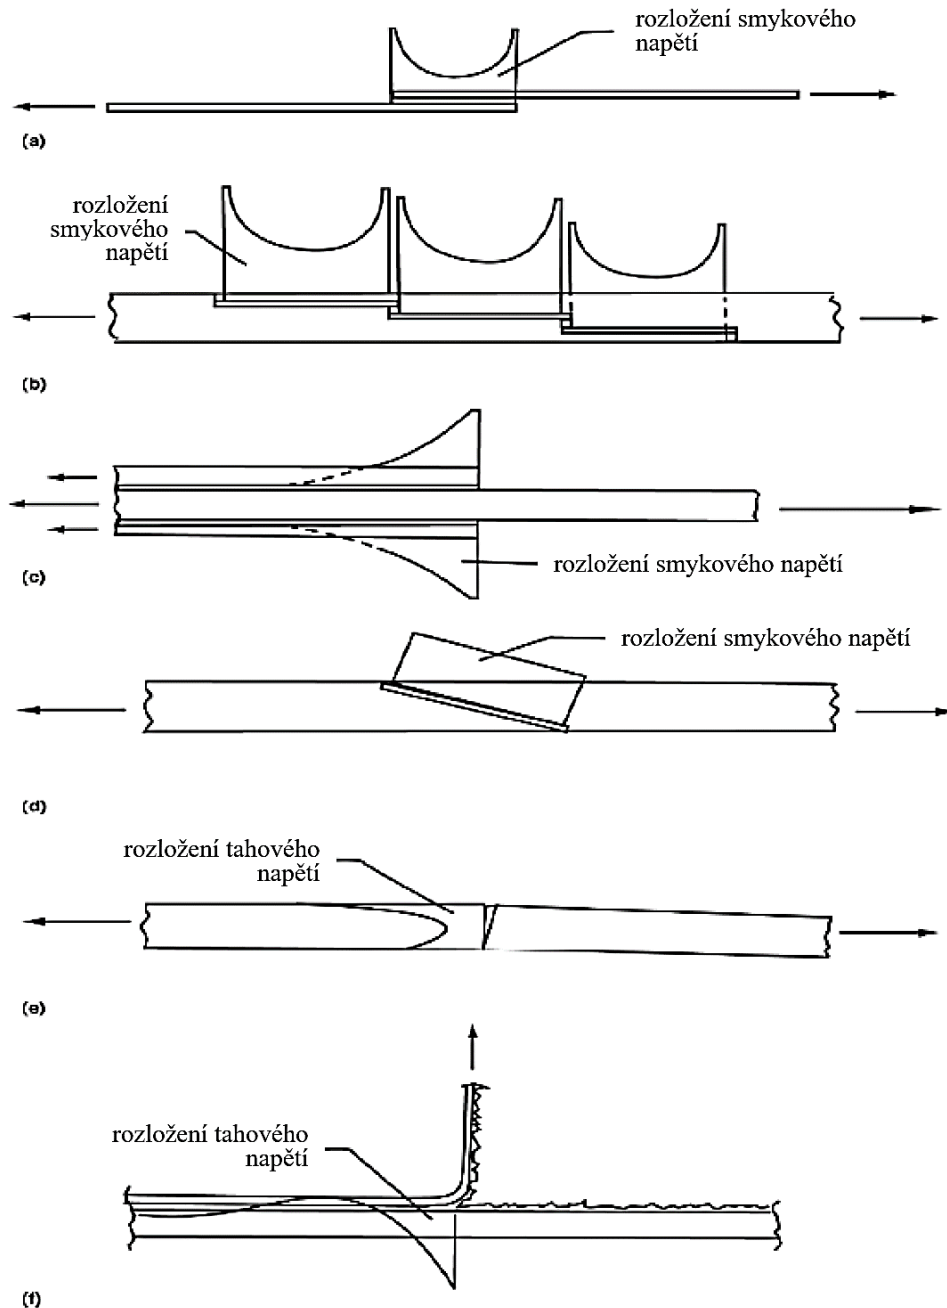 rozložení smykového
napětí
(a)
rozložení
smykového
napětí
(b)
rozložení smykového napětí
(c)
rozložení smykového napětí
(d)
rozložení tahového
napětí
(e)
rozložení tahového
napětí
(f)